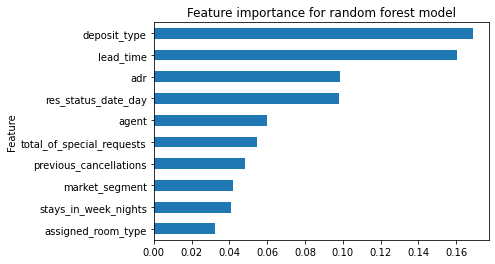 Feature importance for random forest model
Feature
deposit_type
lead_time
adr
res_status_date_day
agent
total_of_special_requests
previous_cancellations
market_segment
stays_in_week_nights
assigned_room_type
0.00 0.02 0.04 0.06 0.08 0.10 0.12 0.14 0.16